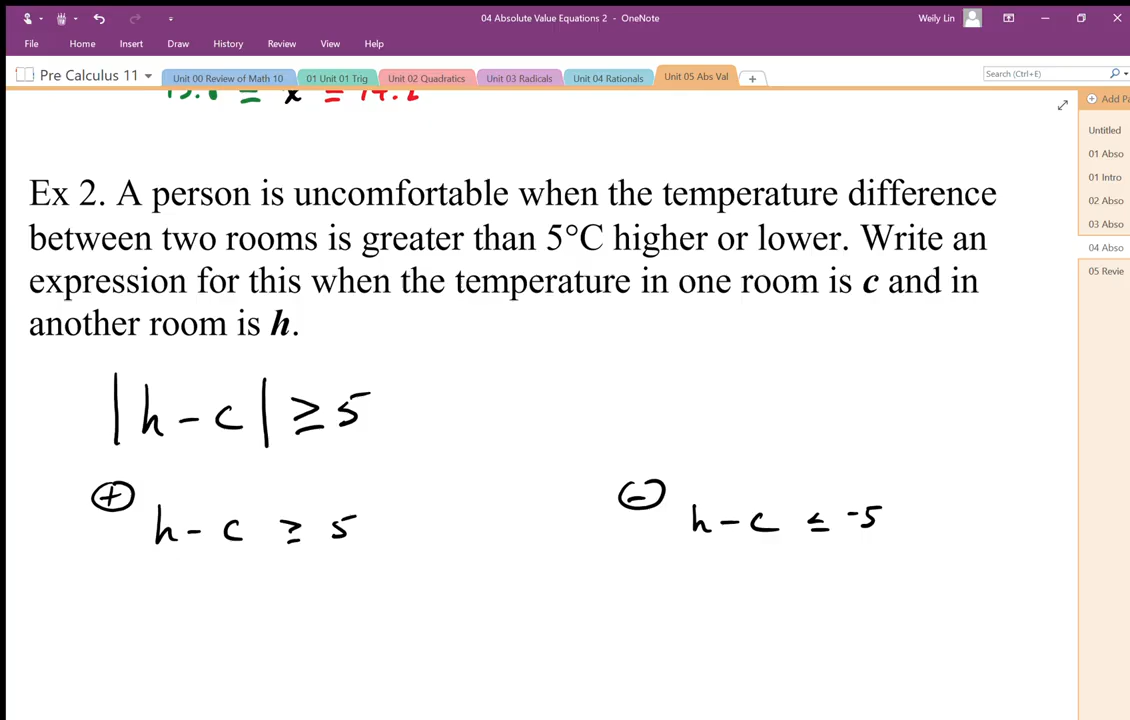 04 Absolute Value Equations 2 - OneNote
Weily Lin
File Home Insert Draw History Review View Help
Pre Calculus 11
Unit 00 Review of Math 10
01 Unit 01 Trig
Unit 02 Quadratics
Unit 03 Radicals
Unit 04 Rationals
Unit 05 Abs Val
Search (Ctrl+E)
Add Pa
Untitled
01 Abso
01 Intro
02 Abso
03 Abso
04 Abso
05 Revie
Ex 2. A person is uncomfortable when the temperature difference
between two rooms is greater than 5°C higher or lower. Write an
expression for this when the temperature in one room is c and in
another room is h.
|h - c| ≥ 5
+
h - c ≥ 5
-
h - c ≤ -5